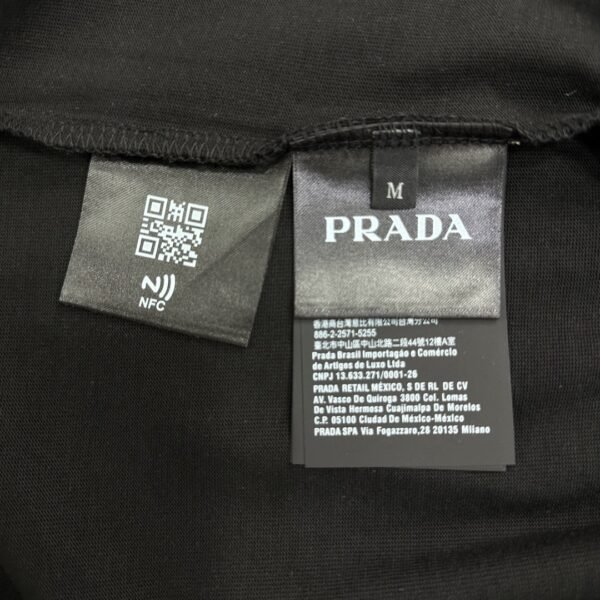 M
PRADA
NFC
香港商台灣普比有限公司台灣分公司
886-2-2571-5255
臺北市中山區中山北路二段44號12樓A室
Prada Brasil Importação e Comércio
de Artigos de Luxo Ltda
CNPJ 13.633.271/0001-26
PRADA RETAIL MÉXICO, S DE RL DE CV
AV. Vasco De Quiroga 3800 Col. Lomas
De Vista Hermosa Cuajimalpa De Morelos
C.P. 05100 Ciudad De México-México
PRADA SPA Via Fogazzaro,28 20135 Milano